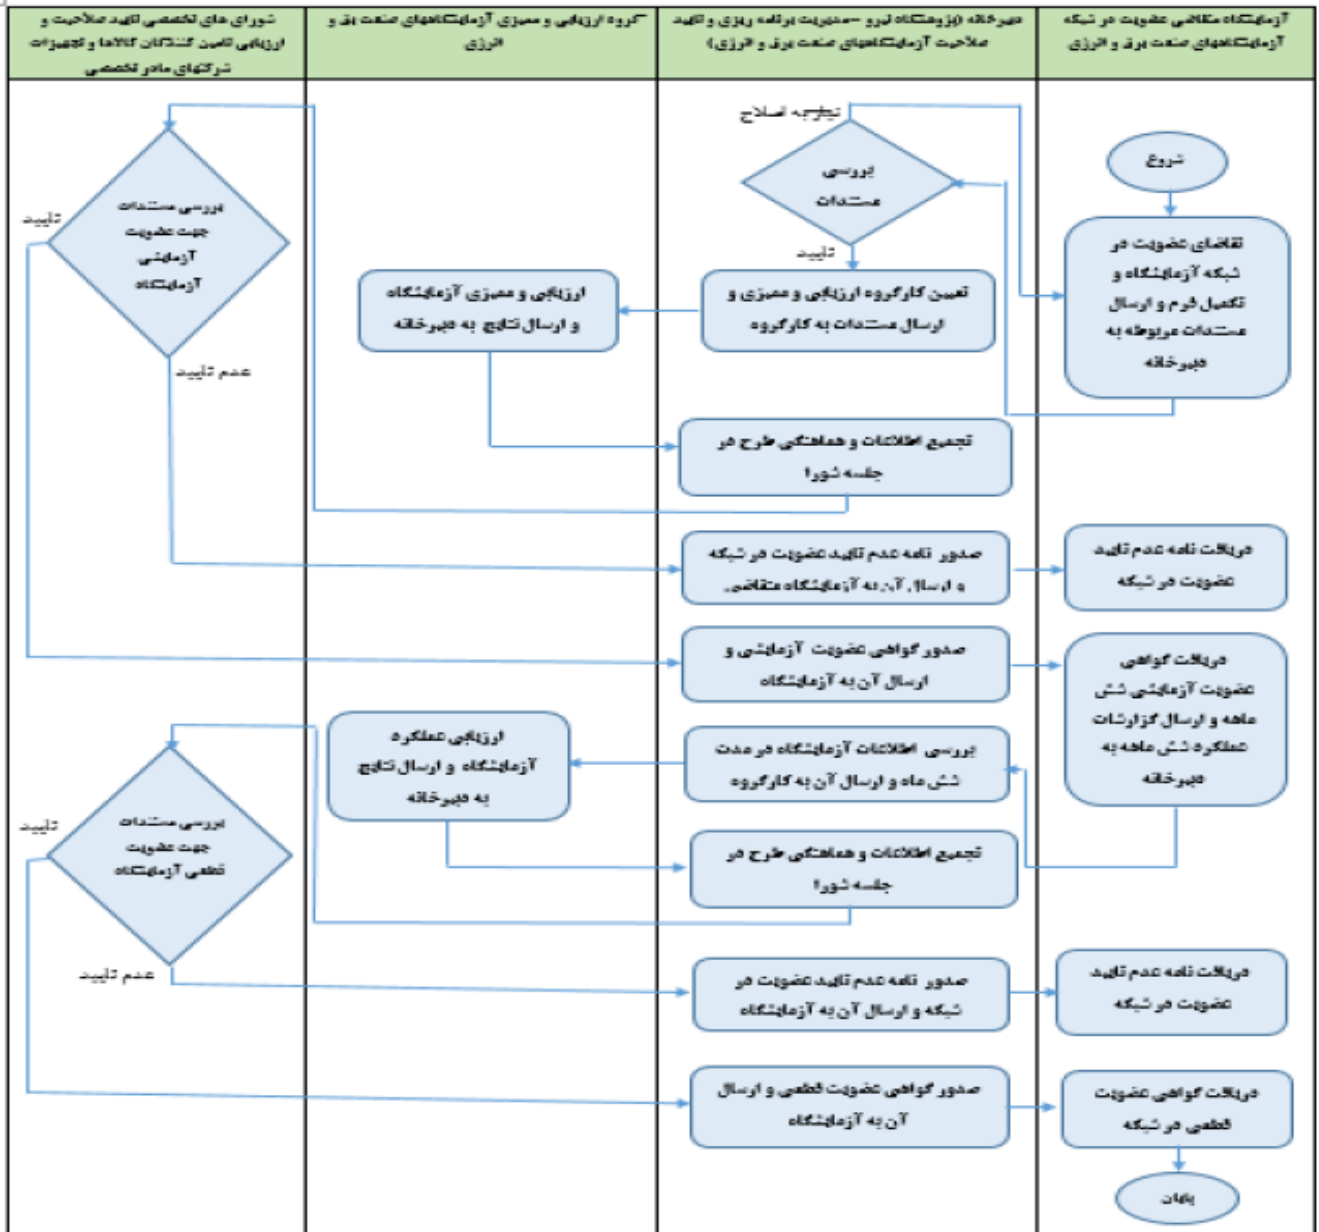 آزمایشگاه متقاضی عضویت در شبکه
آزمایشگاههای صنعت برق و انرژی
دبیرخانه (پژوهشگاه نیرو -مدیریت برنامه ریزی و تایید
صلاحیت آزمایشگاههای صنعت برق و انرژی)
گروه ارزیابی و ممیزی آزمایشگاههای صنعت برق و
انرژی
شورای های تخصصی تایید صلاحیت و
ارزیابی تامین کنندگان کالاها و تجهیزات
شرکتهای مادر تخصصی
شروع
تقاضای عضویت در
شبکه آزمایشگاه و
تکمیل فرم و ارسال
مستندات مربوطه به
دبیرخانه
نیاز به اصلاح
بررسی
مستندات
تایید
تعیین کارگروه ارزیابی و ممیزی و
ارسال مستندات به کارگروه
ارزیابی و ممیزی آزمایشگاه
و ارسال نتایج به دبیرخانه
تجمیع اطلاعات و هماهنگی طرح در
جلسه شورا
بررسی مستندات
جهت عضویت
آزمایشی
آزمایشگاه
تایید
عدم تایید
صدور نامه عدم تایید عضویت در شبکه
و ارسال آن به آزمایشگاه متقاضی.
دریافت نامه عدم تایید
عضویت در شبکه
صدور گواهی عضویت آزمایشی و
ارسال آن به آزمایشگاه
دریافت گواهی
عضویت آزمایشی شش
ماهه و ارسال گزارشات
عملکرد شش ماهه به
دبیرخانه
بررسی اطلاعات آزمایشگاه در مدت
شش ماه و ارسال آن به کارگروه
ارزیابی عملکرد
آزمایشگاه و ارسال نتایج
به دبیرخانه
تجمیع اطلاعات و هماهنگی طرح در
جلسه شورا
بررسی مستندات
جهت عضویت
قطعی آزمایشگاه
تایید
عدم تایید
صدور نامه عدم تایید عضویت در
شبکه و ارسال آن به آزمایشگاه
دریافت نامه عدم تایید
عضویت در شبکه
صدور گواهی عضویت قطعی و ارسال
آن به آزمایشگاه
دریافت گواهی عضویت
قطعی در شبکه
پایان